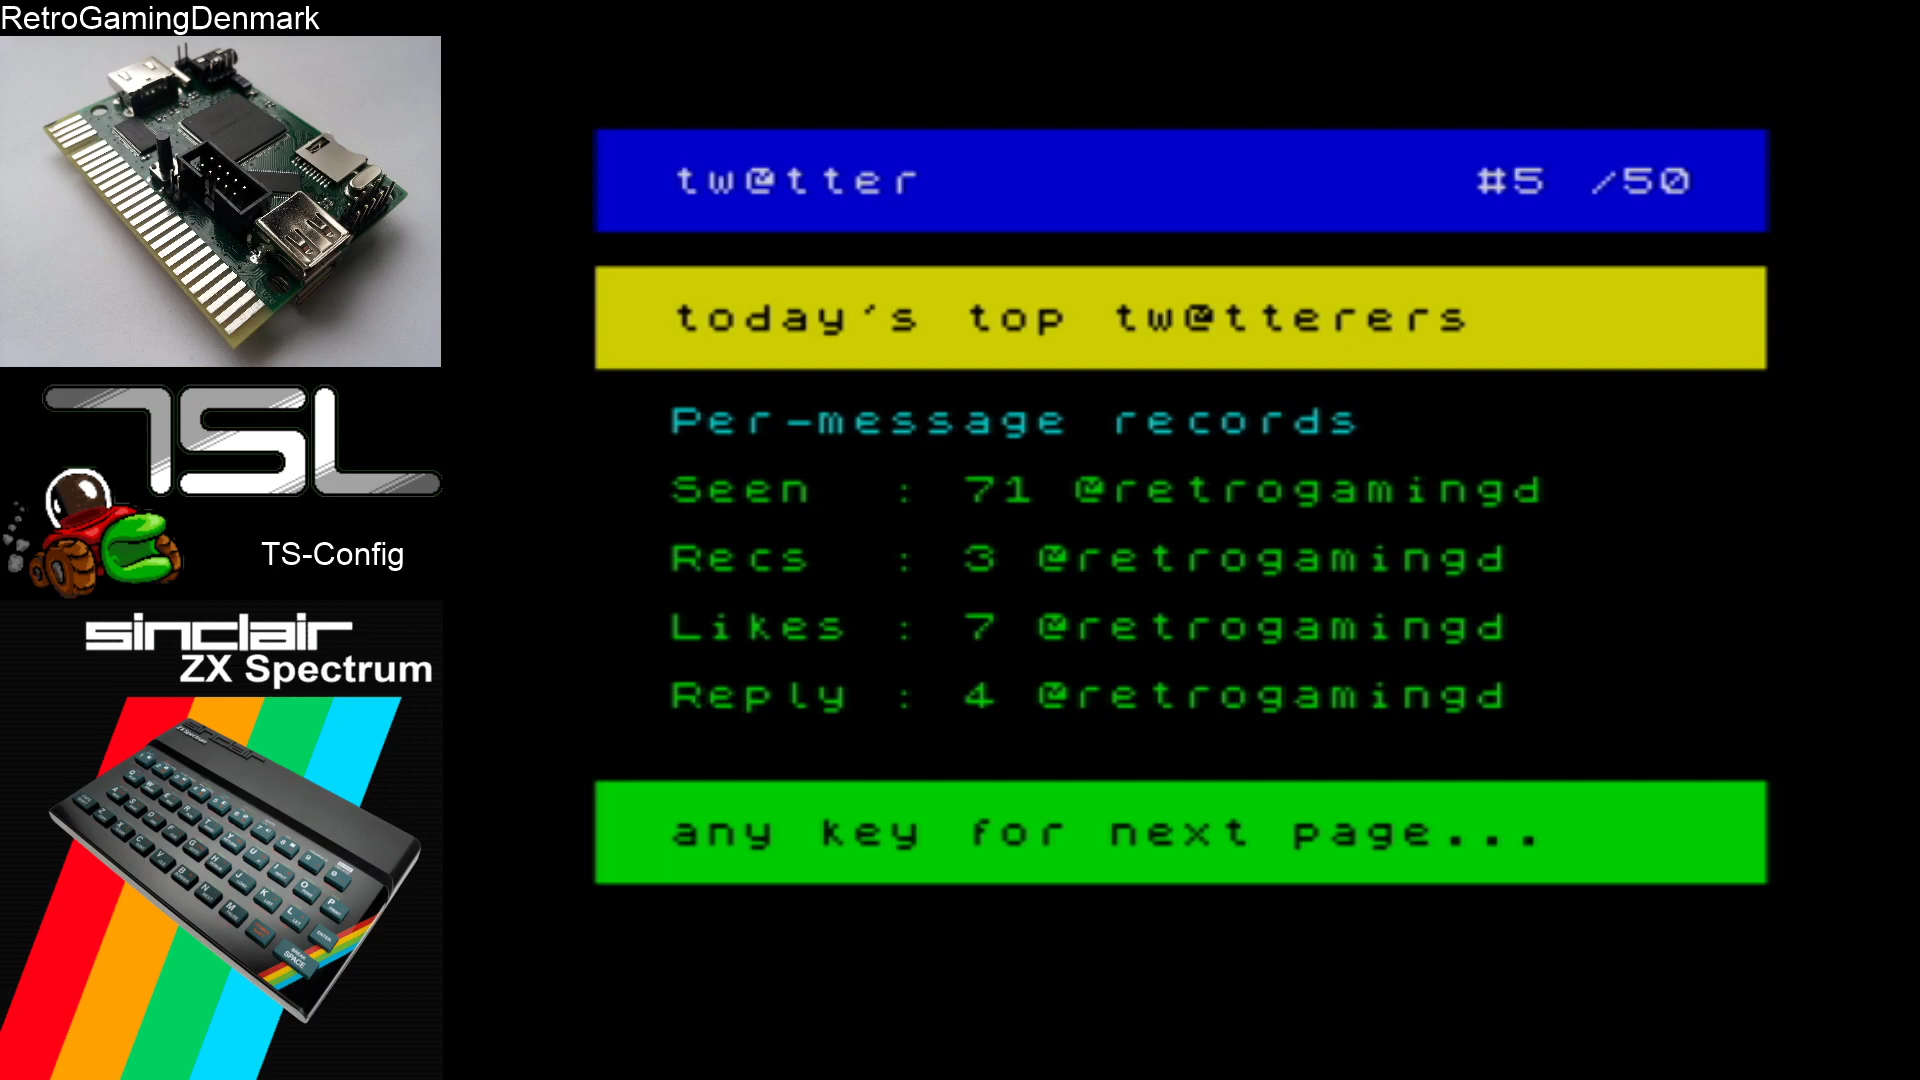 RetroGamingDenmark
tw@tter #5 /50
today's top tw@tterers
Per-message records
Seen : 71 @retrogamingd
Recs : 3 @retrogamingd
Likes : 7 @retrogamingd
Reply : 4 @retrogamingd
any key for next page...
TSL
TS-Config
sinclair
ZX Spectrum